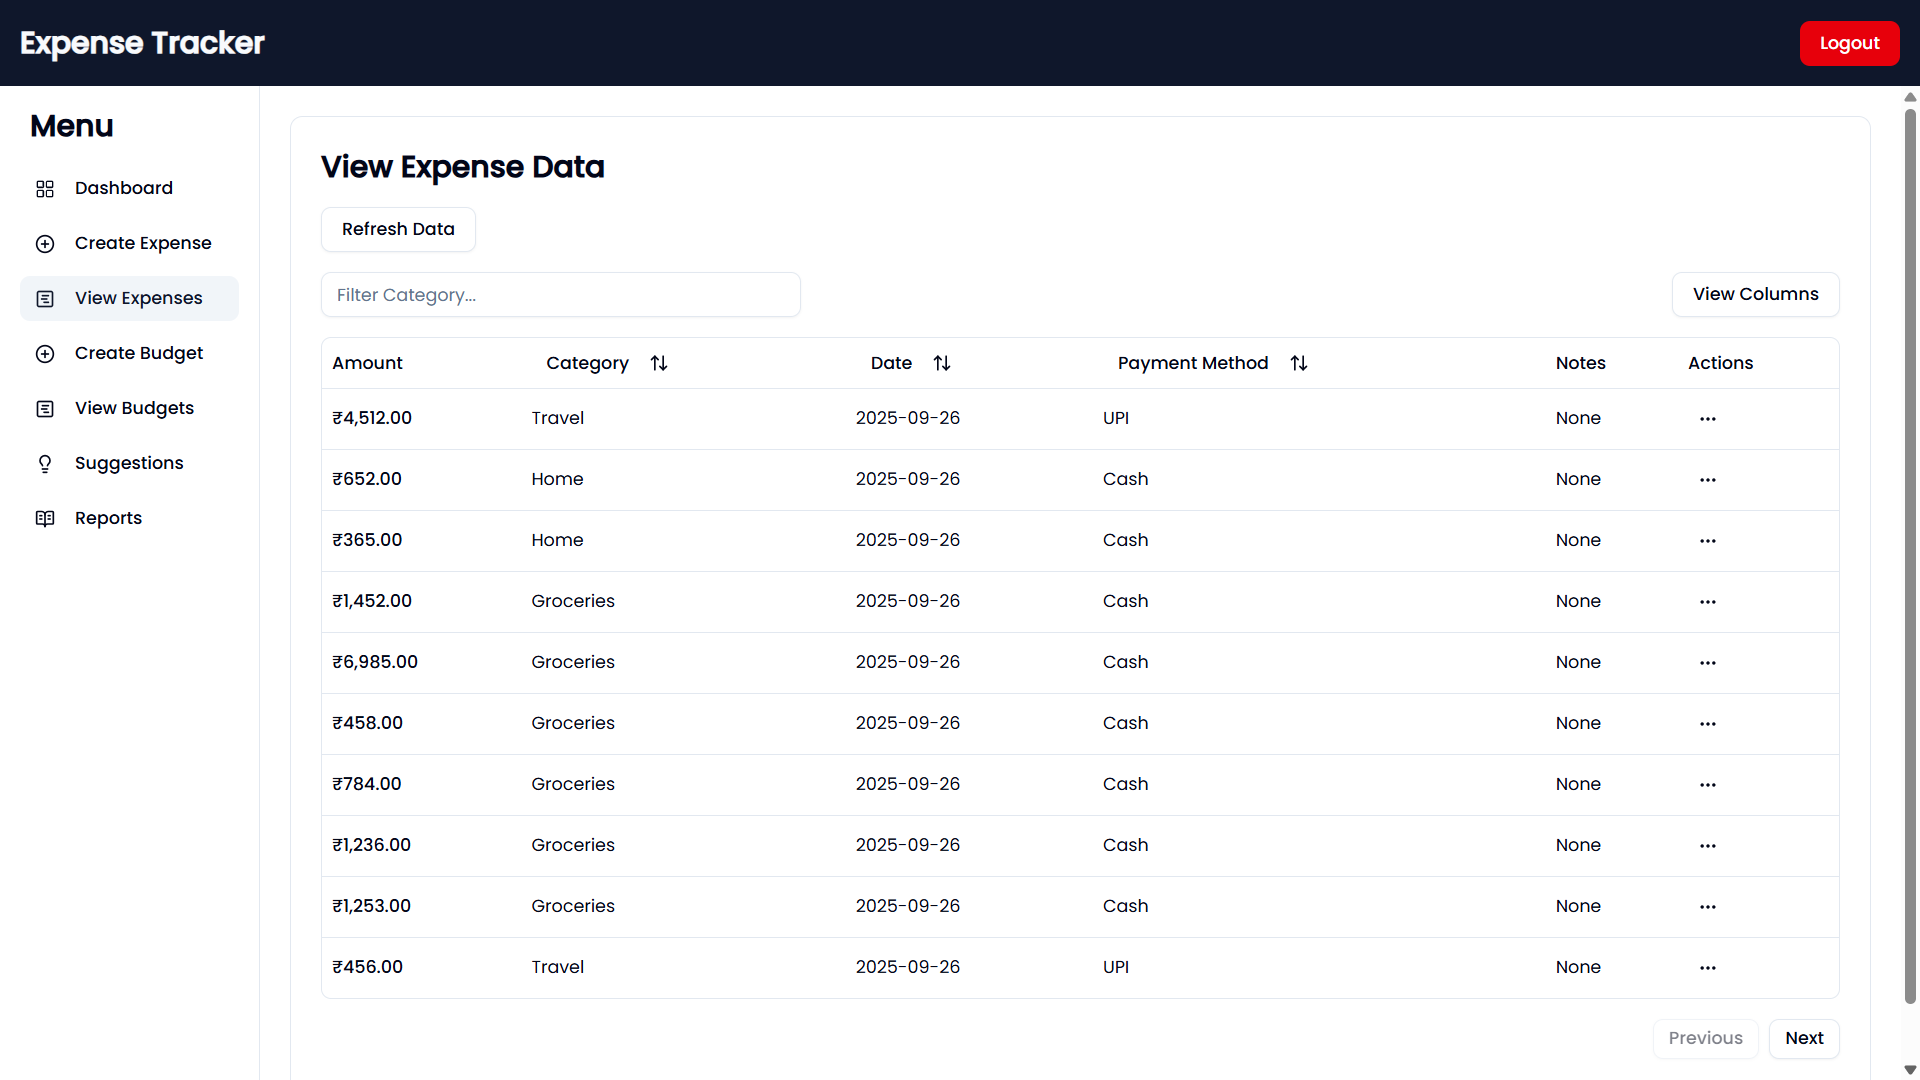 Expense Tracker
Logout
Menu
Dashboard
Create Expense
View Expenses
Create Budget
View Budgets
Suggestions
Reports
View Expense Data
Refresh Data
Filter Category...
View Columns
Amount Category Date Payment Method Notes Actions
₹4,512.00 Travel 2025-09-26 UPI None
₹652.00 Home 2025-09-26 Cash None
₹365.00 Home 2025-09-26 Cash None
₹1,452.00 Groceries 2025-09-26 Cash None
₹6,985.00 Groceries 2025-09-26 Cash None
₹458.00 Groceries 2025-09-26 Cash None
₹784.00 Groceries 2025-09-26 Cash None
₹1,236.00 Groceries 2025-09-26 Cash None
₹1,253.00 Groceries 2025-09-26 Cash None
₹456.00 Travel 2025-09-26 UPI None
Previous Next